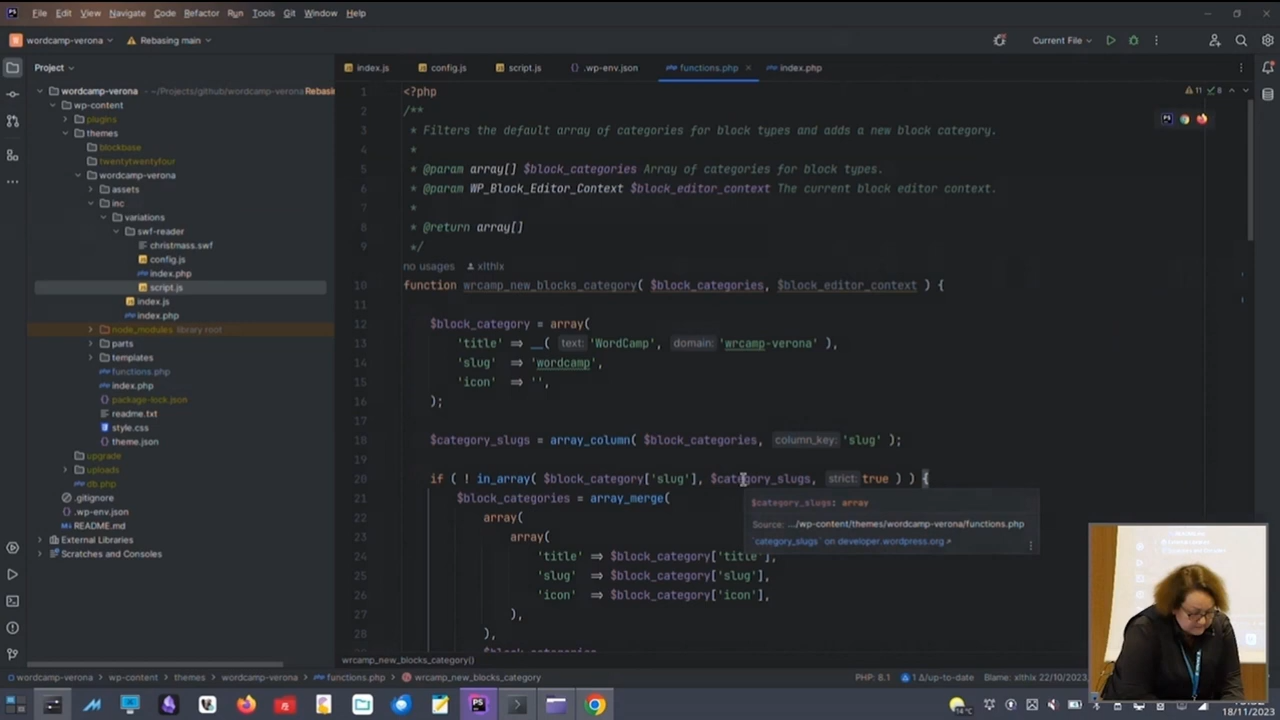 PS File Edit View Navigate Code Refactor Run Tools Git Window Help
wordcamp-verona Rebasing main Current File
Project
index.js config.js script.js .wp-env.json functions.php index.php
wordcamp-verona ~/Projects/github/wordcamp-verona Rebasin
wp-content
plugins
themes
blockbase
twentytwentyfour
wordcamp-verona
assets
inc
variations
swf-reader
christmass.swf
config.js
index.php
script.js
index.js
index.php
node_modules library root
parts
templates
functions.php
index.php
package-lock.json
readme.txt
style.css
theme.json
upgrade
uploads
db.php
.gitignore
.wp-env.json
README.md
External Libraries
Scratches and Consoles
11 8
1 <?php
2 /**
3 * Filters the default array of categories for block types and adds a new block category.
4 *
5 * @param array[] $block_categories Array of categories for block types.
6 * @param WP_Block_Editor_Context $block_editor_context The current block editor context.
7 *
8 * @return array[]
9 */
no usages xlthlx
10 function wrcamp_new_blocks_category( $block_categories, $block_editor_context ) {
11
12 $block_category = array(
13 'title' => __( text: 'WordCamp', domain: 'wrcamp-verona' ),
14 'slug' => 'wordcamp',
15 'icon' => '',
16 );
17
18 $category_slugs = array_column( $block_categories, column_key: 'slug' );
19
20 if ( ! in_array( $block_category['slug'], $category_slugs, strict: true ) ) {
21 $block_categories = array_merge(
22 array(
23 array(
24 'title' => $block_category['title'],
25 'slug' => $block_category['slug'],
26 'icon' => $block_category['icon'],
27 ),
28 ),
$category_slugs: array
Source: .../wp-content/themes/wordcamp-verona/functions.php
`category_slugs` on developer.wordpress.org
wrcamp_new_blocks_category()
wordcamp-verona wp-content themes wordcamp-verona functions.php wrcamp_new_blocks_category PHP: 8.1 1 Δ/up-to-date Blame: xlthlx 22/10/2023
14°C
18/11/2023